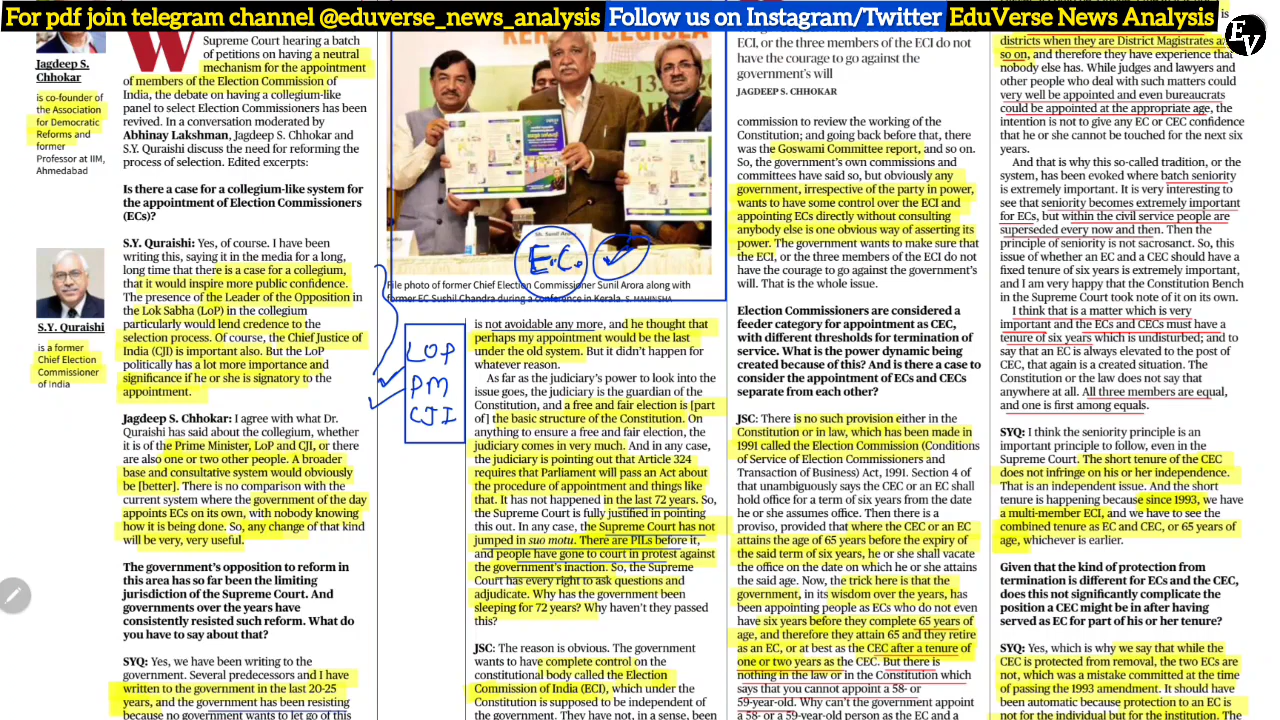 For pdf join telegram channel @eduverse_news_analysis Follow us on Instagram/Twitter EduVerse News Analysis
EV
Jagdeep S.
Chhokar
is co-founder of
the Association
for Democratic
Reforms and
former
Professor at IIM,
Ahmedabad
S.Y. Quraishi
is a former
Chief Election
Commissioner
of India
W
Supreme Court hearing a batch
of petitions on having a neutral
mechanism for the appointment
of members of the Election Commission of
India, the debate on having a collegium-like
panel to select Election Commissioners has been
revived. In a conversation moderated by
Abhinay Lakshman, Jagdeep S. Chhokar and
S.Y. Quraishi discuss the need for reforming the
process of selection. Edited excerpts:
Is there a case for a collegium-like system for
the appointment of Election Commissioners
(ECs)?
S.Y. Quraishi: Yes, of course. I have been
writing this, saying it in the media for a long,
long time that there is a case for a collegium,
that it would inspire more public confidence.
The presence of the Leader of the Opposition in
the Lok Sabha (LoP) in the collegium
particularly would lend credence to the
selection process. Of course, the Chief Justice of
India (CJI) is important also. But the LoP
politically has a lot more importance and
significance if he or she is signatory to the
appointment.
Jagdeep S. Chhokar: I agree with what Dr.
Quraishi has said about the collegium, whether
it is of the Prime Minister, LoP and CJI, or there
are also one or two other people. A broader
base and consultative system would obviously
be [better]. There is no comparison with the
current system where the government of the day
appoints ECs on its own, with nobody knowing
how it is being done. So, any change of that kind
will be very, very useful.
The government's opposition to reform in
this area has so far been the limiting
jurisdiction of the Supreme Court. And
governments over the years have
consistently resisted such reform. What do
you have to say about that?
SYQ: Yes, we have been writing to the
government. Several predecessors and I have
written to the government in the last 20-25
years, and the government has been resisting
because no government wants to let go of this
KERALA LEGISLA
E.C.
File photo of former Chief Election Commissioner Sunil Arora along with
former EC Sushil Chandra during a conference in Kerala. S. MAHINSHA
LOP
PM
CJI
is not avoidable any more, and he thought that
perhaps my appointment would be the last
under the old system. But it didn't happen for
whatever reason.
As far as the judiciary's power to look into the
issue goes, the judiciary is the guardian of the
Constitution, and a free and fair election is [part
of] the basic structure of the Constitution. On
anything to ensure a free and fair election, the
judiciary comes in very much. And in any case,
the judiciary is pointing out that Article 324
requires that Parliament will pass an Act about
the procedure of appointment and things like
that. It has not happened in the last 72 years. So,
the Supreme Court is fully justified in pointing
this out. In any case, the Supreme Court has not
jumped in suo motu. There are PILs before it,
and people have gone to court in protest against
the government's inaction. So, the Supreme
Court has every right to ask questions and
adjudicate. Why has the government been
sleeping for 72 years? Why haven't they passed
this?
JSC: The reason is obvious. The government
wants to have complete control on the
constitutional body called the Election
Commission of India (ECI), which under the
Constitution is supposed to be independent of
the government. They have not, in a sense, been
ECI, or the three members of the ECI do not
have the courage to go against the
government's will
JAGDEEP S. CHHOKAR
commission to review the working of the
Constitution; and going back before that, there
was the Goswami Committee report, and so on.
So, the government's own commissions and
committees have said so, but obviously any
government, irrespective of the party in power,
wants to have some control over the ECI and
appointing ECs directly without consulting
anybody else is one obvious way of asserting its
power. The government wants to make sure that
the ECI, or the three members of the ECI do not
have the courage to go against the government's
will. That is the whole issue.
Election Commissioners are considered a
feeder category for appointment as CEC,
with different thresholds for termination of
service. What is the power dynamic being
created because of this? And is there a case to
consider the appointment of ECs and CECs
separate from each other?
JSC: There is no such provision either in the
Constitution or in law, which has been made in
1991 called the Election Commission (Conditions
of Service of Election Commissioners and
Transaction of Business) Act, 1991. Section 4 of
that unambiguously says the CEC or an EC shall
hold office for a term of six years from the date
he or she assumes office. Then there is a
proviso, provided that where the CEC or an EC
attains the age of 65 years before the expiry of
the said term of six years, he or she shall vacate
the office on the date on which he or she attains
the said age. Now, the trick here is that the
government, in its wisdom over the years, has
been appointing people as ECs who do not even
have six years before they complete 65 years of
age, and therefore they attain 65 and they retire
as an EC, or at best as the CEC after a tenure of
one or two years as the CEC. But there is
nothing in the law or in the Constitution which
says that you cannot appoint a 58- or
59-year-old. Why can't the government appoint
a 58- or a 59-year-old person as the EC and a
districts when they are District Magistrates a
so on, and therefore they have experience tha
nobody else has. While judges and lawyers and
other people who deal with such matters could
very well be appointed and even bureaucrats
could be appointed at the appropriate age, the
intention is not to give any EC or CEC confidence
that he or she cannot be touched for the next six
years.
And that is why this so-called tradition, or the
system, has been evoked where batch seniority
is extremely important. It is very interesting to
see that seniority becomes extremely important
for ECs, but within the civil service people are
superseded every now and then. Then the
principle of seniority is not sacrosanct. So, this
issue of whether an EC and a CEC should have a
fixed tenure of six years is extremely important,
and I am very happy that the Constitution Bench
in the Supreme Court took note of it on its own.
I think that is a matter which is very
important and the ECs and CECs must have a
tenure of six years which is undisturbed; and to
say that an EC is always elevated to the post of
CEC, that again is a created situation. The
Constitution or the law does not say that
anywhere at all. All three members are equal,
and one is first among equals.
SYQ: I think the seniority principle is an
important principle to follow, even in the
Supreme Court. The short tenure of the CEC
does not infringe on his or her independence.
That is an independent issue. And the short
tenure is happening because since 1993, we have
a multi-member ECI, and we have to see the
combined tenure as EC and CEC, or 65 years of
age, whichever is earlier.
Given that the kind of protection from
termination is different for ECs and the CEC,
does this not significantly complicate the
position a CEC might be in after having
served as EC for part of his or her tenure?
SYQ: Yes, which is why we say that while the
CEC is protected from removal, the two ECs are
not, which was a mistake committed at the time
of passing the 1993 amendment. It should have
been automatic because protection to an EC is
not for the individual but for the institution. The